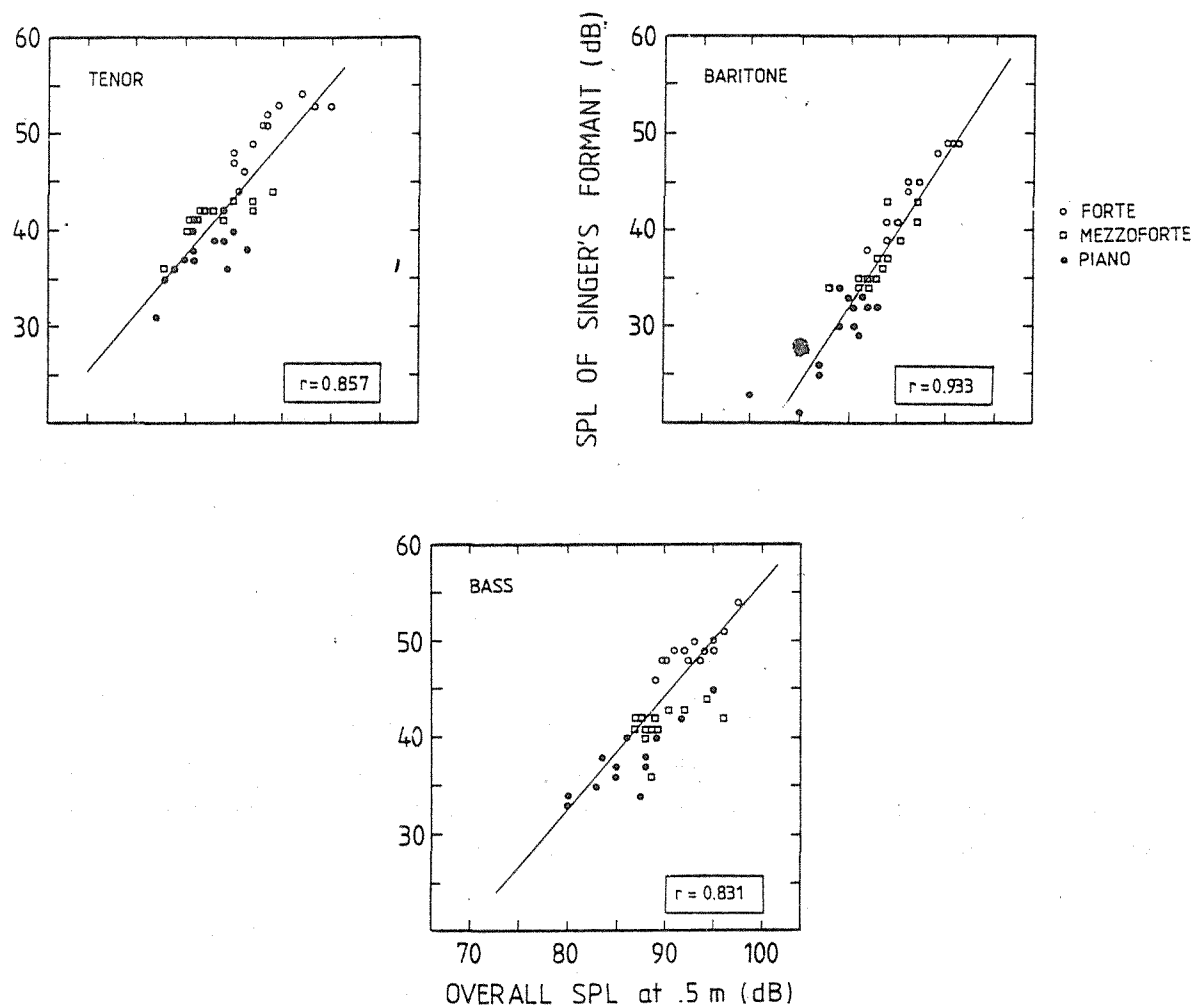 60
50
40
30
TENOR
r=0.857
SPL OF SINGER'S FORMANT (dB)
60
50
40
30
BARITONE
r=0.933
FORTE
MEZZOFORTE
PIANO
60
50
40
30
BASS
r = 0.831
70 80 90 100
OVERALL SPL at .5 m (dB)